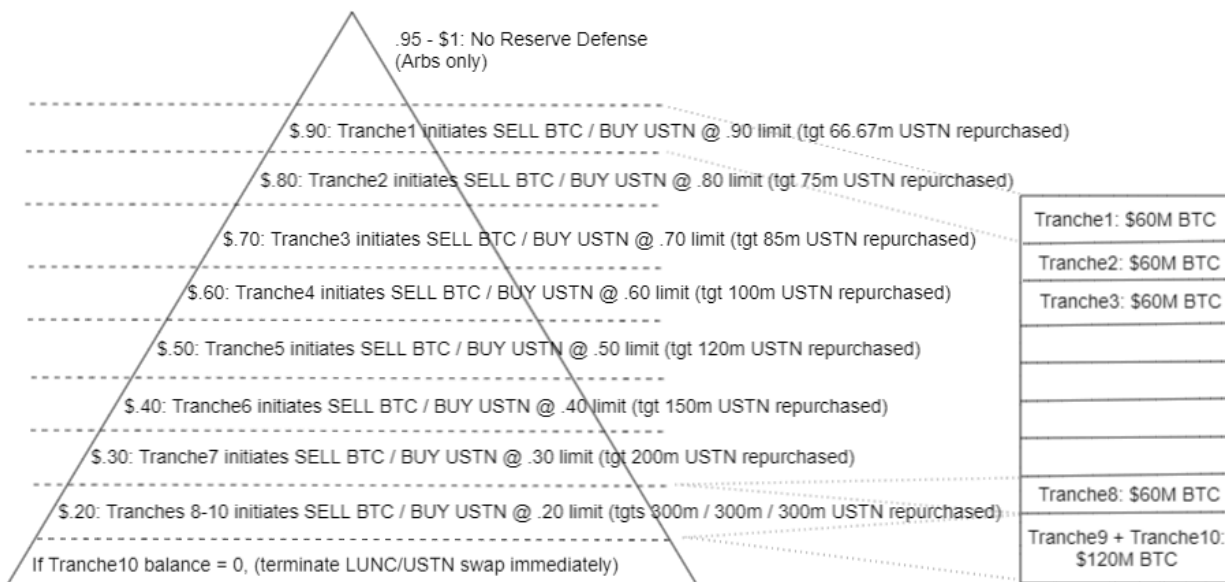 .95 - $1: No Reserve Defense
(Arbs only)
$.90: Tranche1 initiates SELL BTC / BUY USTN @ .90 limit (tgt 66.67m USTN repurchased)
$.80: Tranche2 initiates SELL BTC / BUY USTN @ .80 limit (tgt 75m USTN repurchased)
$.70: Tranche3 initiates SELL BTC / BUY USTN @ .70 limit (tgt 85m USTN repurchased)
$.60: Tranche4 initiates SELL BTC / BUY USTN @ .60 limit (tgt 100m USTN repurchased)
$.50: Tranche5 initiates SELL BTC / BUY USTN @ .50 limit (tgt 120m USTN repurchased)
$.40: Tranche6 initiates SELL BTC / BUY USTN @ .40 limit (tgt 150m USTN repurchased)
$.30: Tranche7 initiates SELL BTC / BUY USTN @ .30 limit (tgt 200m USTN repurchased)
$.20: Tranches 8-10 initiates SELL BTC / BUY USTN @ .20 limit (tgts 300m / 300m / 300m USTN repurchased)
If Tranche10 balance = 0, (terminate LUNC/USTN swap immediately)
Tranche1: $60M BTC
Tranche2: $60M BTC
Tranche3: $60M BTC
Tranche8: $60M BTC
Tranche9 + Tranche10:
$120M BTC